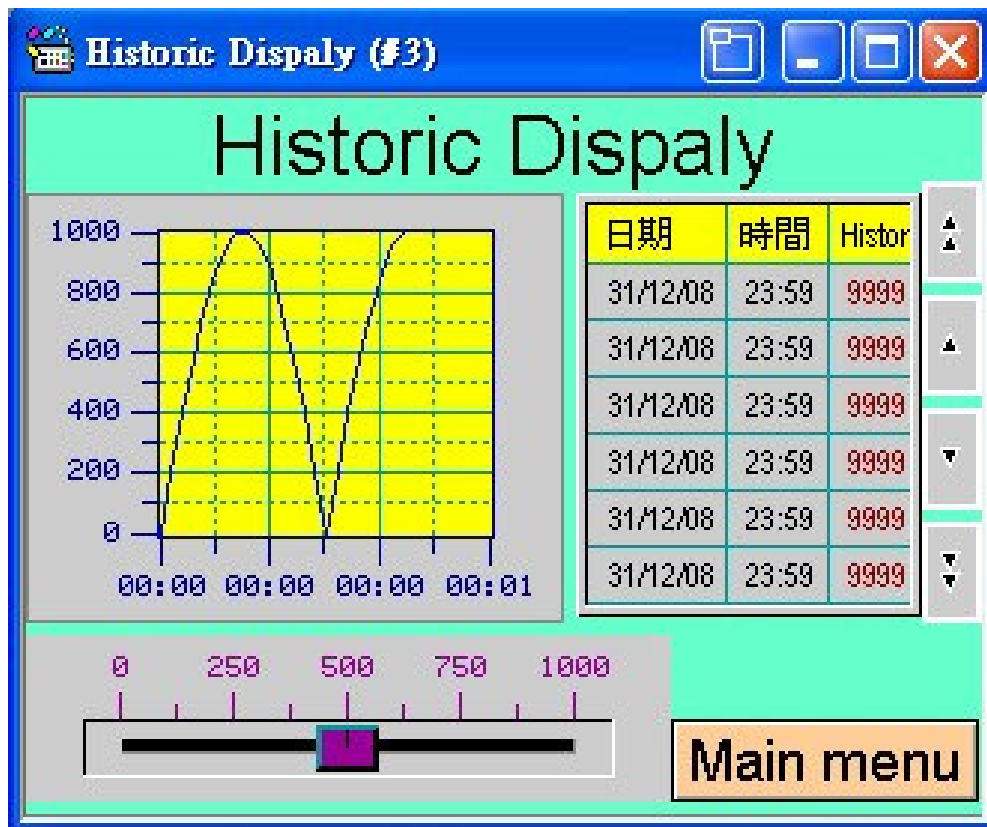 Historic Dispaly (#3)
Historic Dispaly
1000
800
600
400
200
0
00:00 00:00 00:00 00:01
日期 時間 Histor
31/12/08 23:59 9999
31/12/08 23:59 9999
31/12/08 23:59 9999
31/12/08 23:59 9999
31/12/08 23:59 9999
31/12/08 23:59 9999
0 250 500 750 1000
Main menu